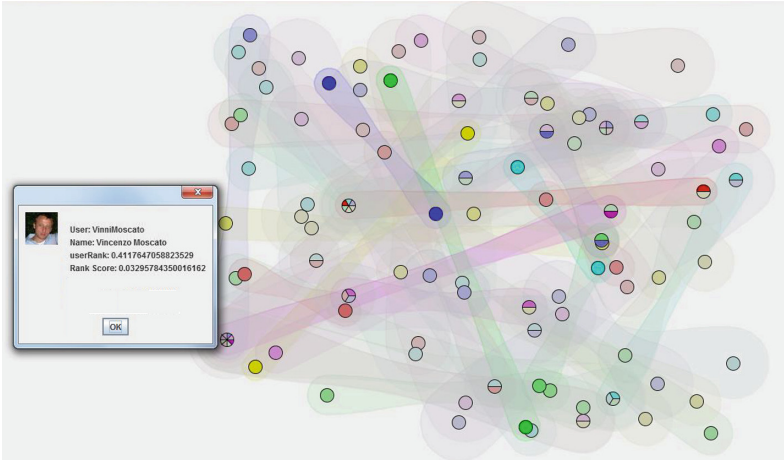 User: VinniMoscato
Name: Vincenzo Moscato
userRank: 0.4117647058823529
Rank Score: 0.03295784350016162
OK